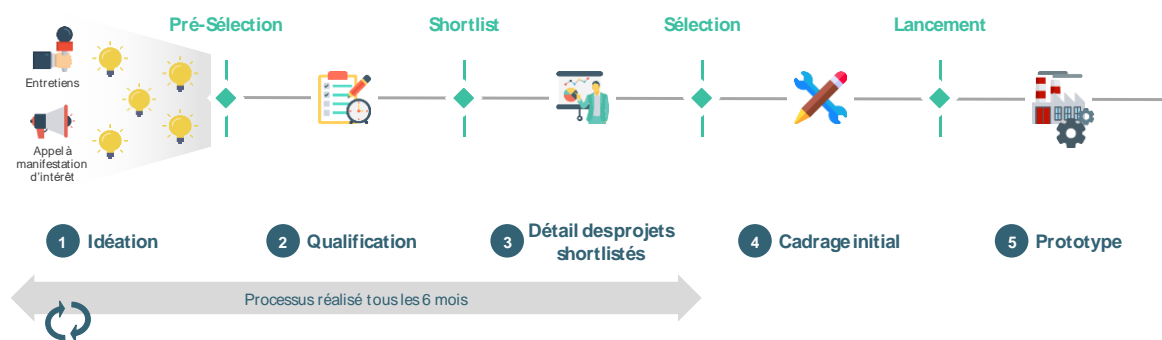 Pré-Sélection
Shortlist
Sélection
Lancement
Entretiens
Appel à
manifestation
d'intérêt
1 Idéation
2 Qualification
3 Détail desprojets
shortlistés
4 Cadrage initial
5 Prototype
Processus réalisé tous les 6 mois